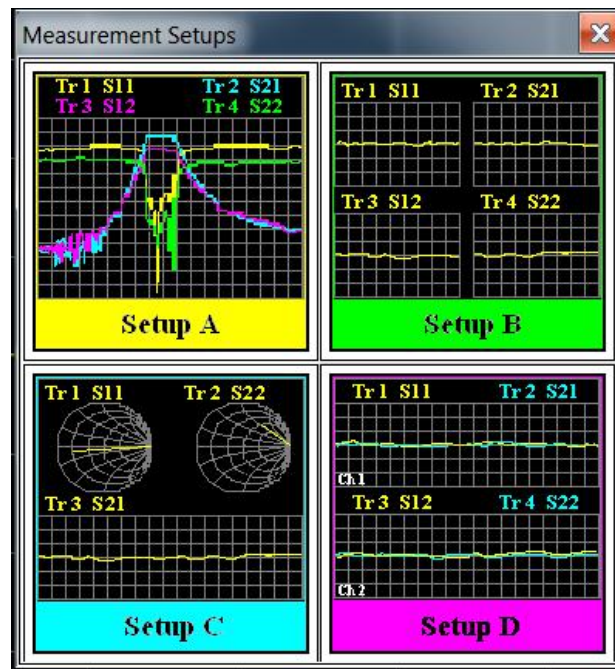 Measurement Setups
Tr 1 S11 Tr 2 S21
Tr 3 S12 Tr 4 S22
Setup A
Tr 1 S11 Tr 2 S21
Tr 3 S12 Tr 4 S22
Setup B
Tr 1 S11 Tr 2 S22
Tr 3 S21
Setup C
Tr 1 S11 Tr 2 S21
Ch1
Tr 3 S12 Tr 4 S22
Ch2
Setup D